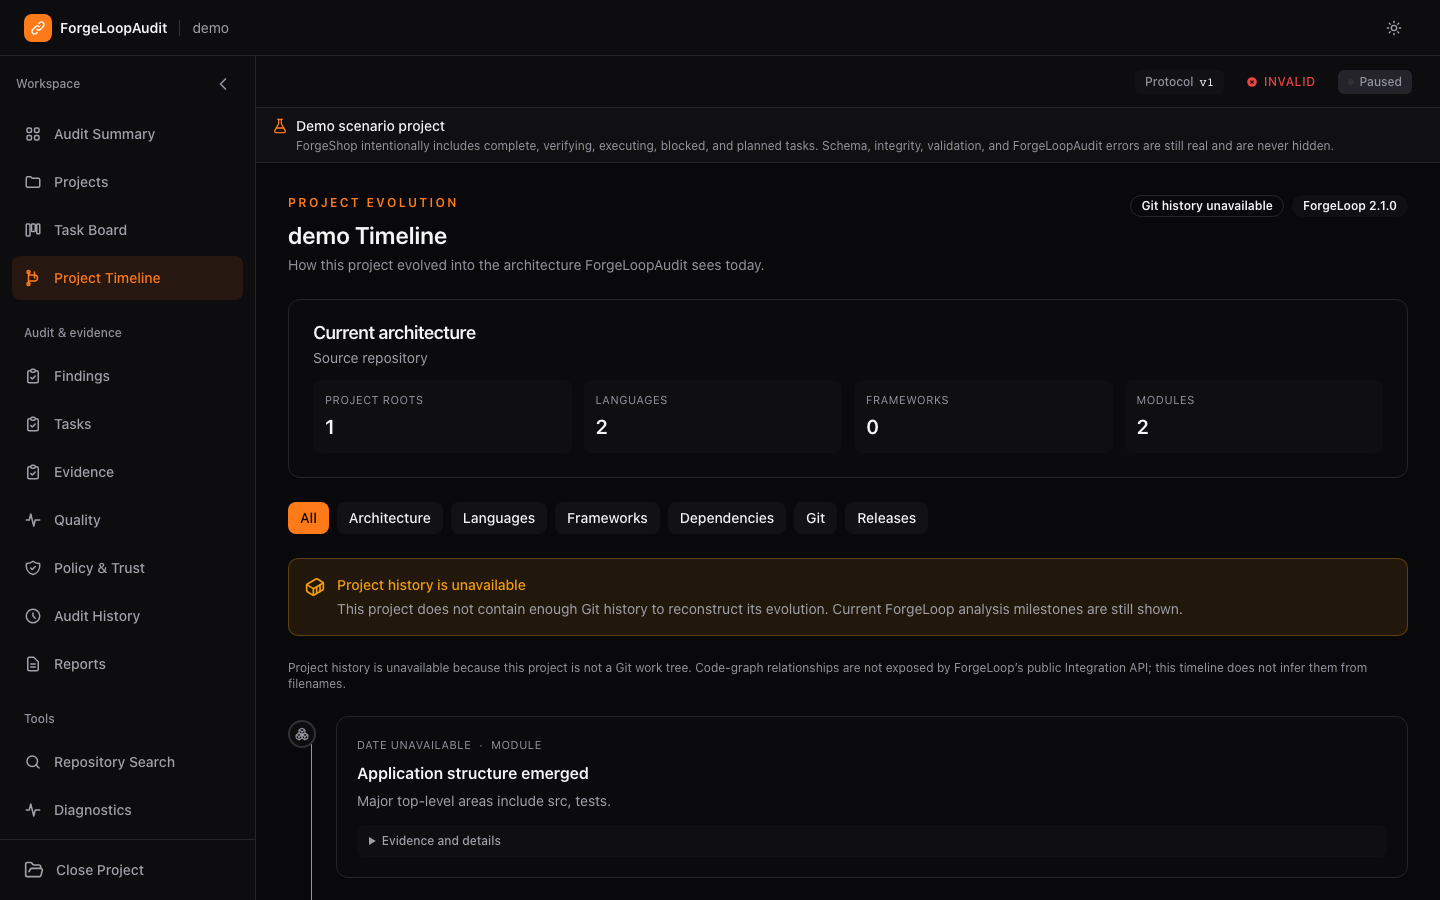 ForgeLoopAudit
demo
Workspace
Audit Summary
Projects
Task Board
Project Timeline
Audit & evidence
Findings
Tasks
Evidence
Quality
Policy & Trust
Audit History
Reports
Tools
Repository Search
Diagnostics
Close Project
Protocol v1
INVALID
Paused
Demo scenario project
ForgeShop intentionally includes complete, verifying, executing, blocked, and planned tasks. Schema, integrity, validation, and ForgeLoopAudit errors are still real and are never hidden.
PROJECT EVOLUTION
demo Timeline
How this project evolved into the architecture ForgeLoopAudit sees today.
Git history unavailable
ForgeLoop 2.1.0
Current architecture
Source repository
PROJECT ROOTS
1
LANGUAGES
2
FRAMEWORKS
0
MODULES
2
All
Architecture
Languages
Frameworks
Dependencies
Git
Releases
Project history is unavailable
This project does not contain enough Git history to reconstruct its evolution. Current ForgeLoop analysis milestones are still shown.
Project history is unavailable because this project is not a Git work tree. Code-graph relationships are not exposed by ForgeLoop’s public Integration API; this timeline does not infer them from
filenames.
DATE UNAVAILABLE · MODULE
Application structure emerged
Major top-level areas include src, tests.
Evidence and details